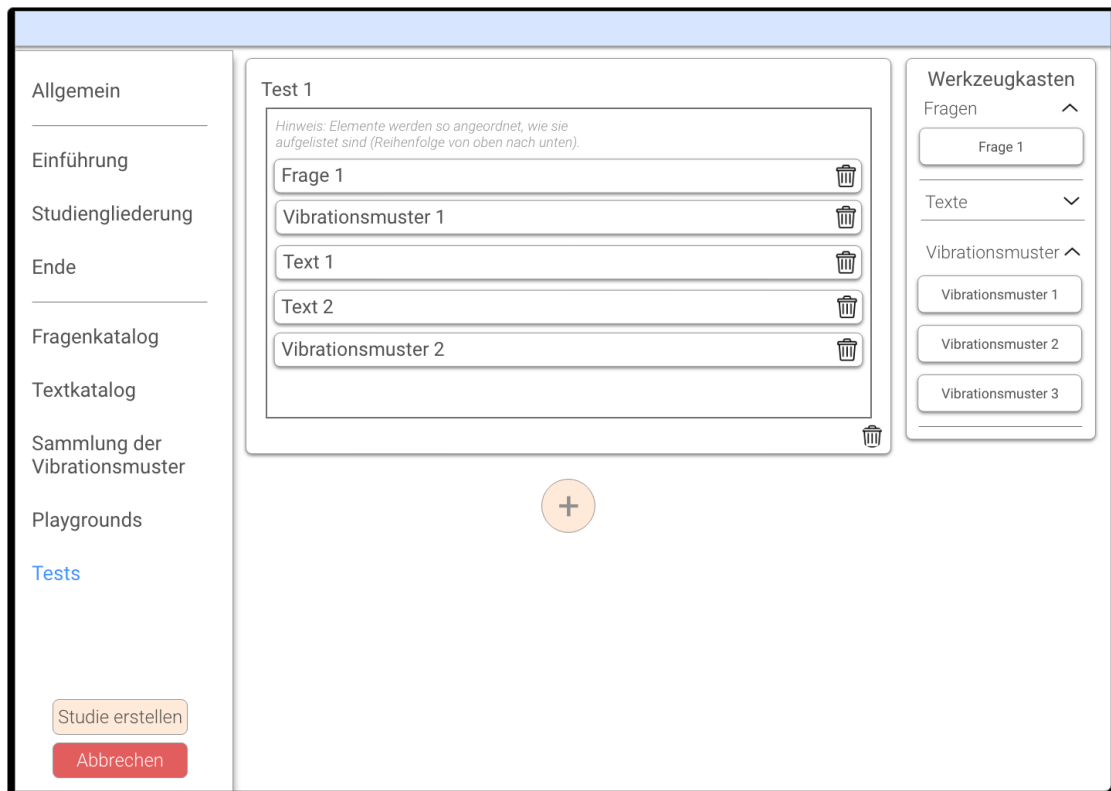 Allgemein
Einführung
Studiengliederung
Ende
Fragenkatalog
Textkatalog
Sammlung der
Vibrationsmuster
Playgrounds
Tests
Studie erstellen
Abbrechen
Test 1
Hinweis: Elemente werden so angeordnet, wie sie
aufgelistet sind (Reihenfolge von oben nach unten).
Frage 1
Vibrationsmuster 1
Text 1
Text 2
Vibrationsmuster 2
+
Werkzeugkasten
Fragen
Frage 1
Texte
Vibrationsmuster
Vibrationsmuster 1
Vibrationsmuster 2
Vibrationsmuster 3